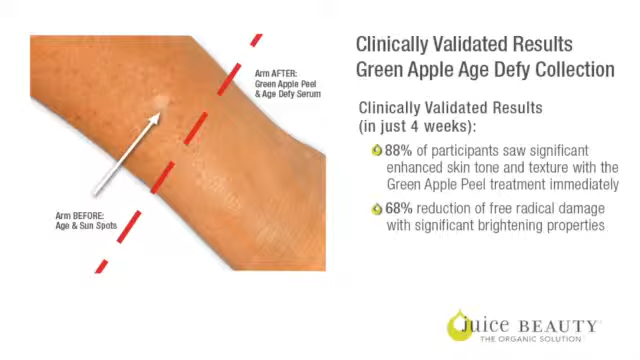 Clinically Validated Results
Green Apple Age Defy Collection
Arm AFTER:
Green Apple Peel
& Age Defy Serum
Arm BEFORE:
Age & Sun Spots
Clinically Validated Results
(in just 4 weeks):
88% of participants saw significant
enhanced skin tone and texture with the
Green Apple Peel treatment immediately
68% reduction of free radical damage
with significant brightening properties
juice BEAUTY
THE ORGANIC SOLUTION